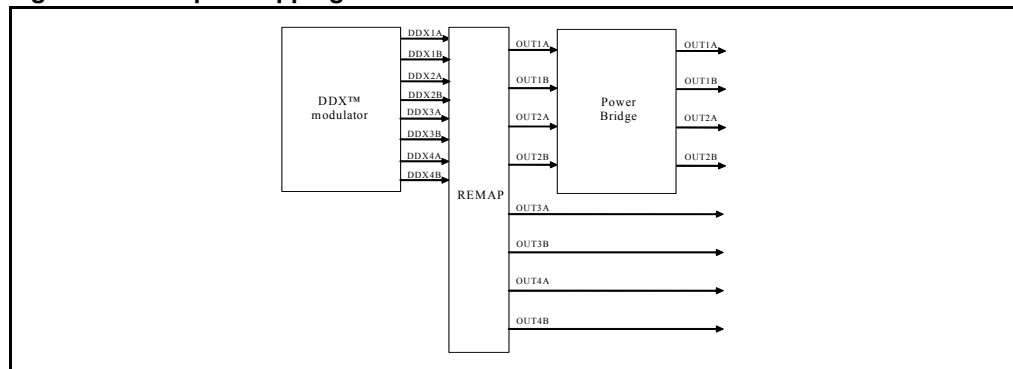 DDX™
modulator
DDX1A
DDX1B
DDX2A
DDX2B
DDX3A
DDX3B
DDX4A
DDX4B
REMAP
OUT1A
OUT1B
OUT2A
OUT2B
OUT3A
OUT3B
OUT4A
OUT4B
Power
Bridge
OUT1A
OUT1B
OUT2A
OUT2B